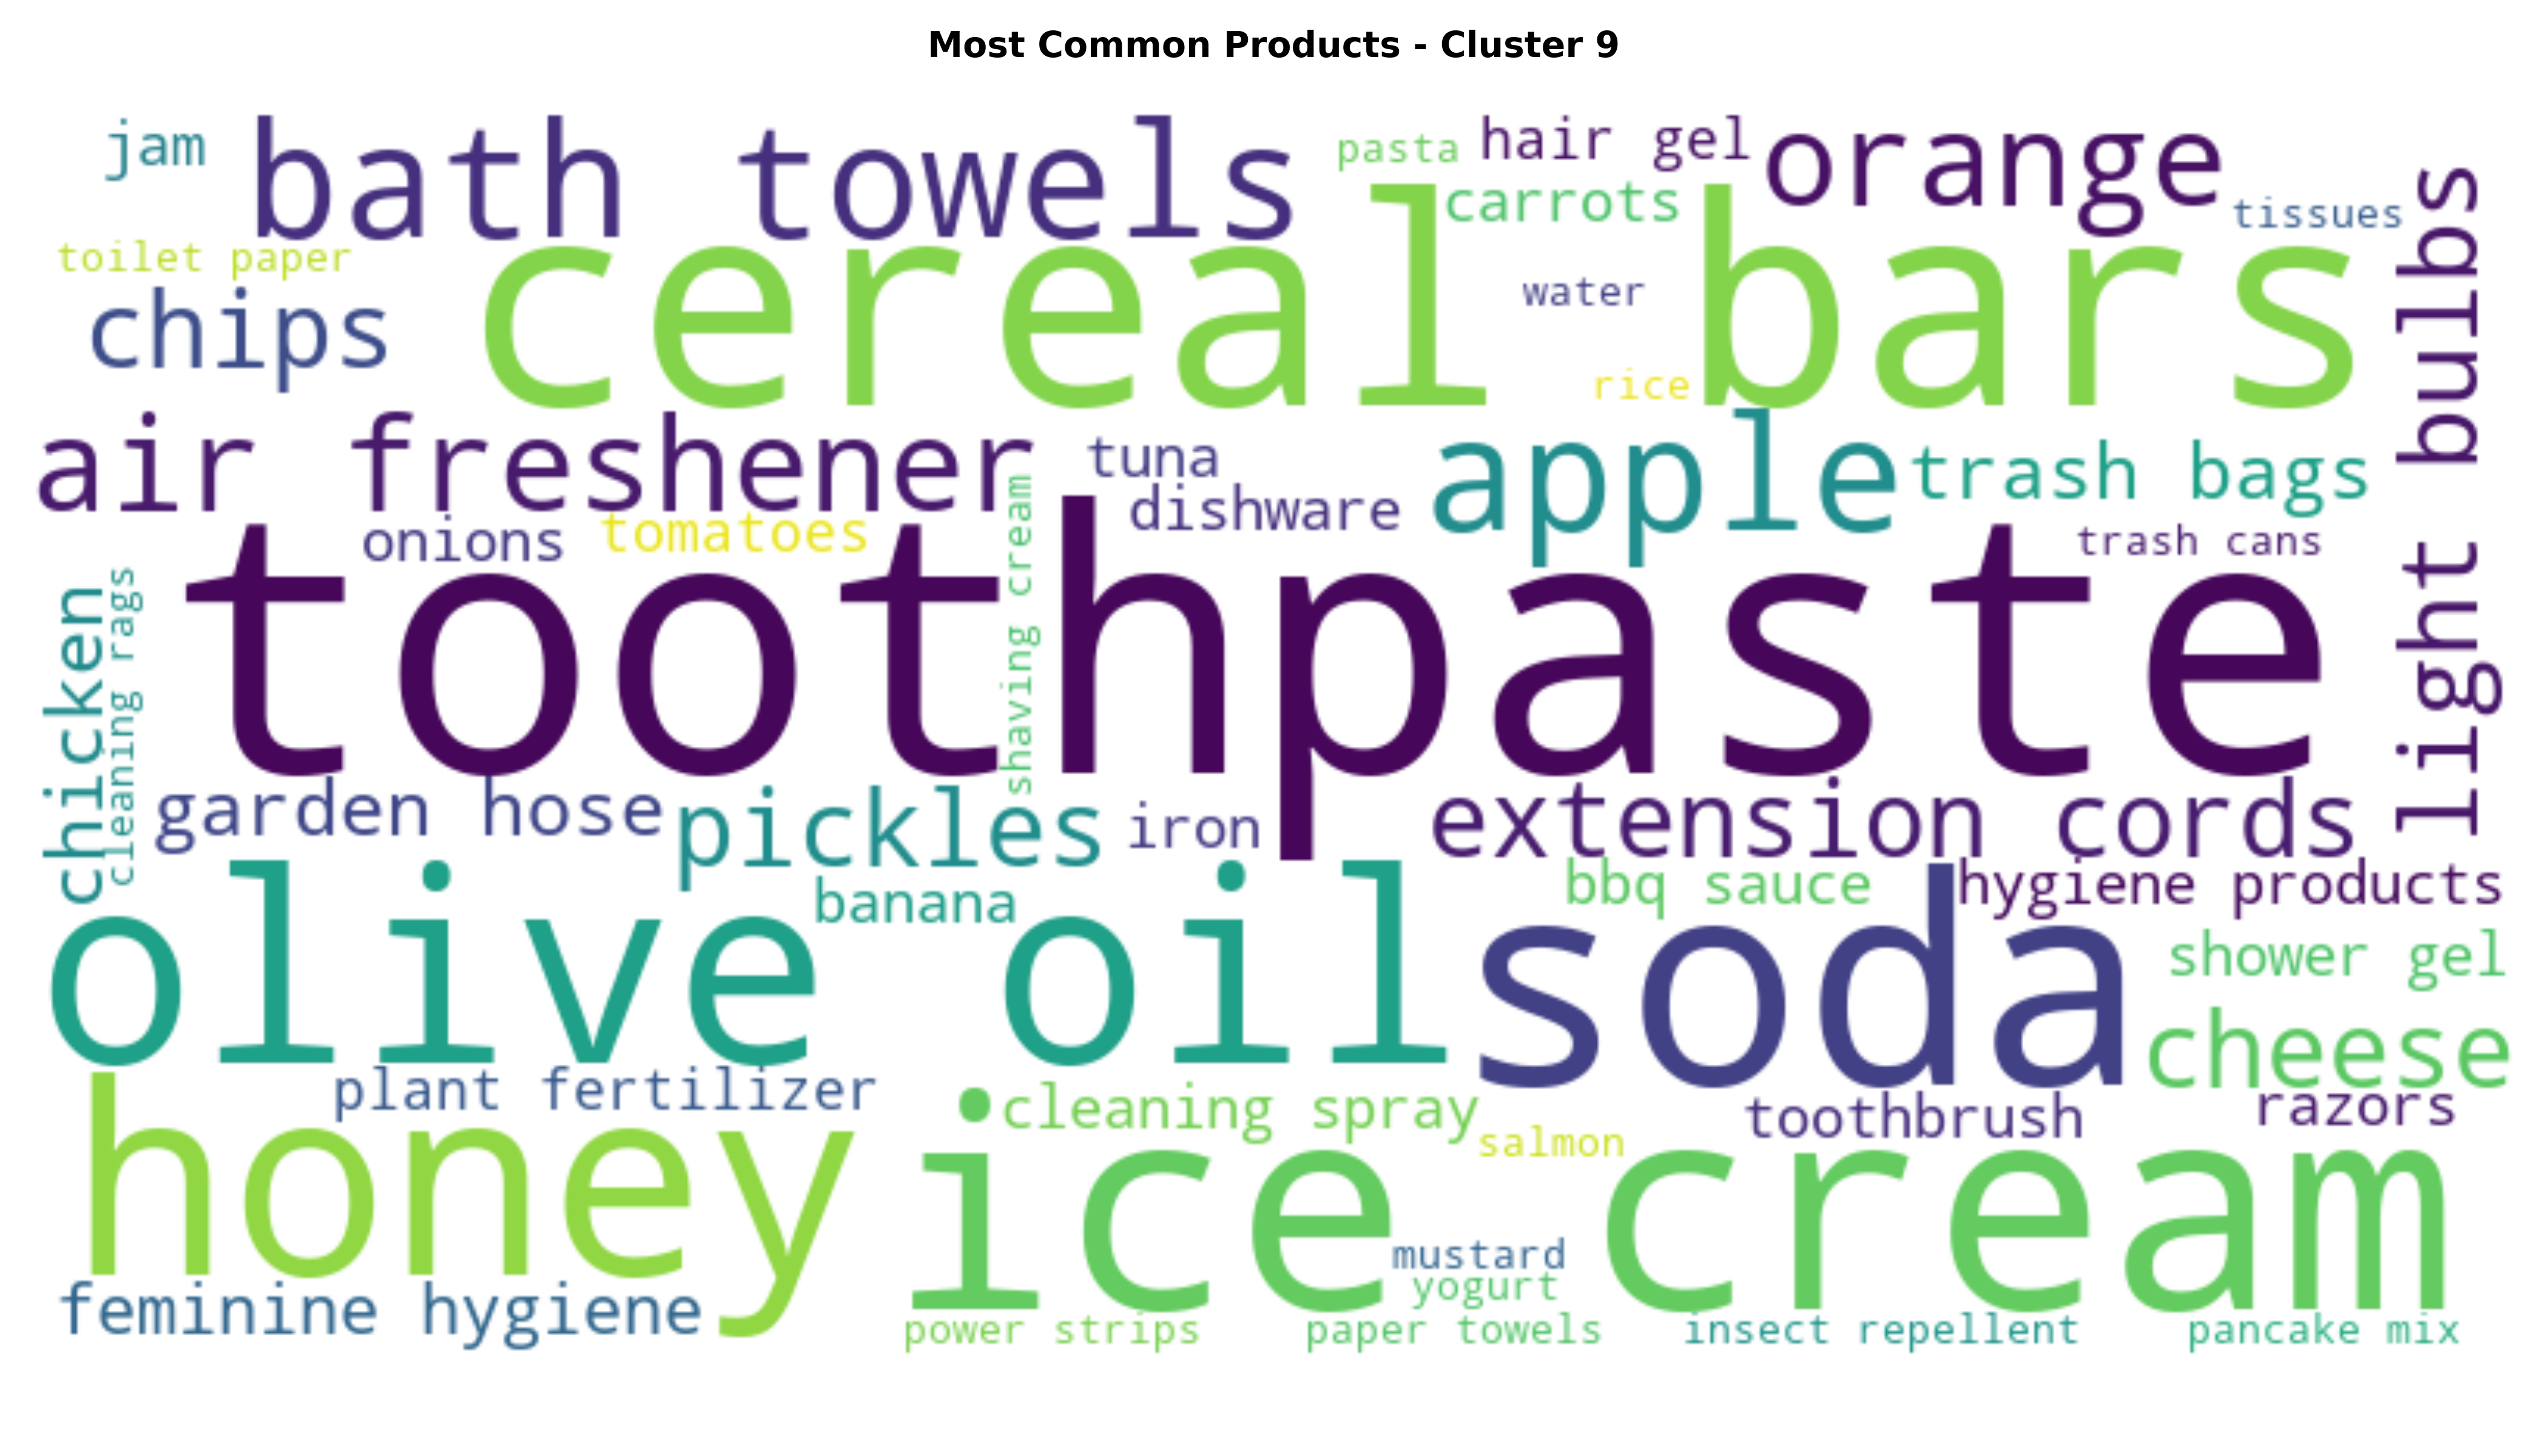 Most Common Products - Cluster 9
jam
bath towels
pasta
hair gel
orange
carrots
tissues
toilet paper
cereal bars
water
chips
rice
light bulbs
air freshener
tuna
apple
trash bags
dishware
onions
tomatoes
shaving cream
trash cans
toothpaste
chicken
cleaning rags
garden hose
pickles
iron
extension cords
banana
bbq sauce
hygiene products
olive oil
soda
shower gel
cheese
plant fertilizer
cleaning spray
toothbrush
razors
honey
salmon
ice cream
mustard
yogurt
feminine hygiene
power strips
paper towels
insect repellent
pancake mix